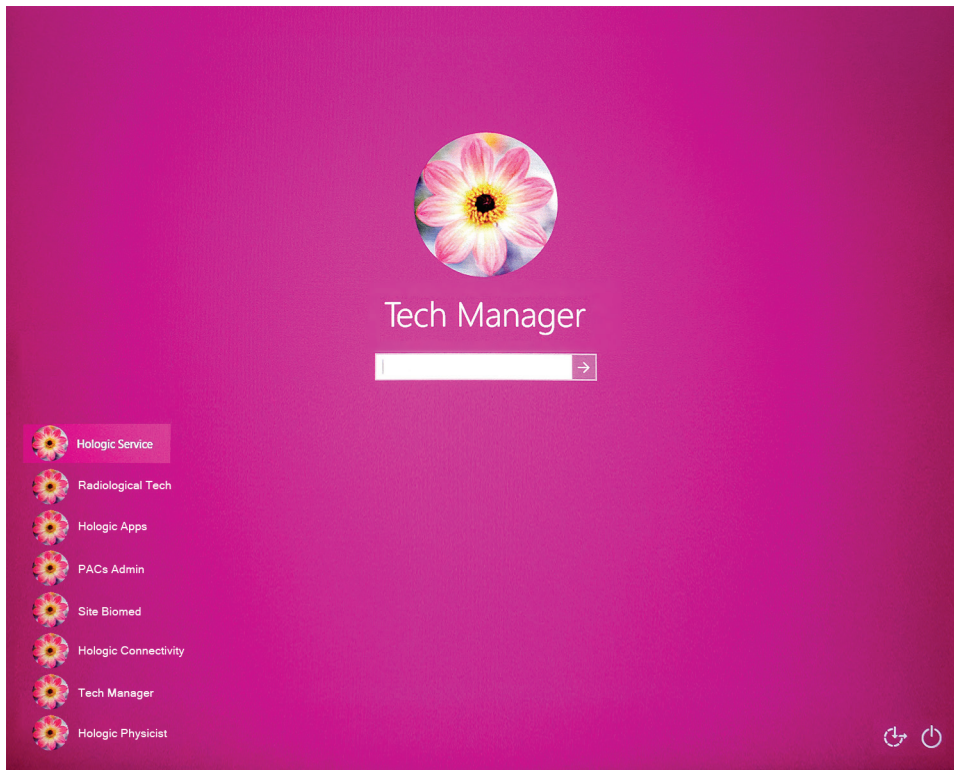 Tech Manager
Hologic Service
Radiological Tech
Hologic Apps
PACs Admin
Site Biomed
Hologic Connectivity
Tech Manager
Hologic Physicist